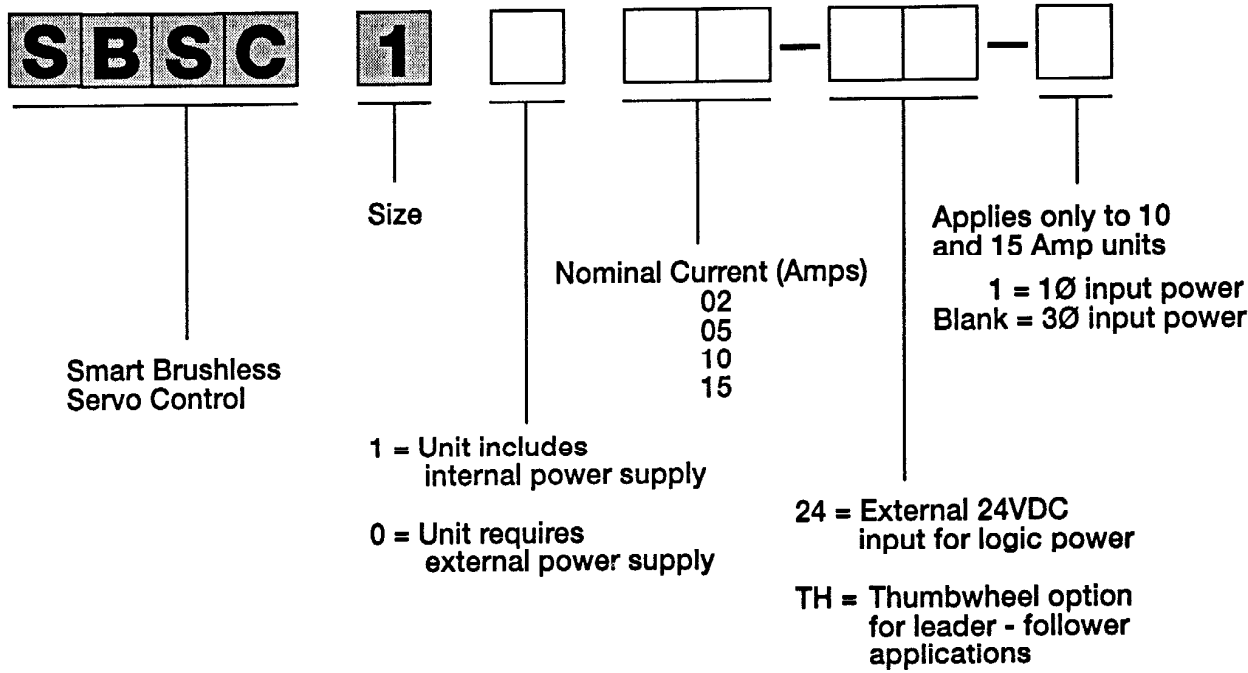 SBSC 1 - -
Size
Applies only to 10
and 15 Amp units
1 = 1Ø input power
Blank = 3Ø input power
Nominal Current (Amps)
02
05
10
15
Smart Brushless
Servo Control
1 = Unit includes
internal power supply
0 = Unit requires
external power supply
24 = External 24VDC
input for logic power
TH = Thumbwheel option
for leader - follower
applications